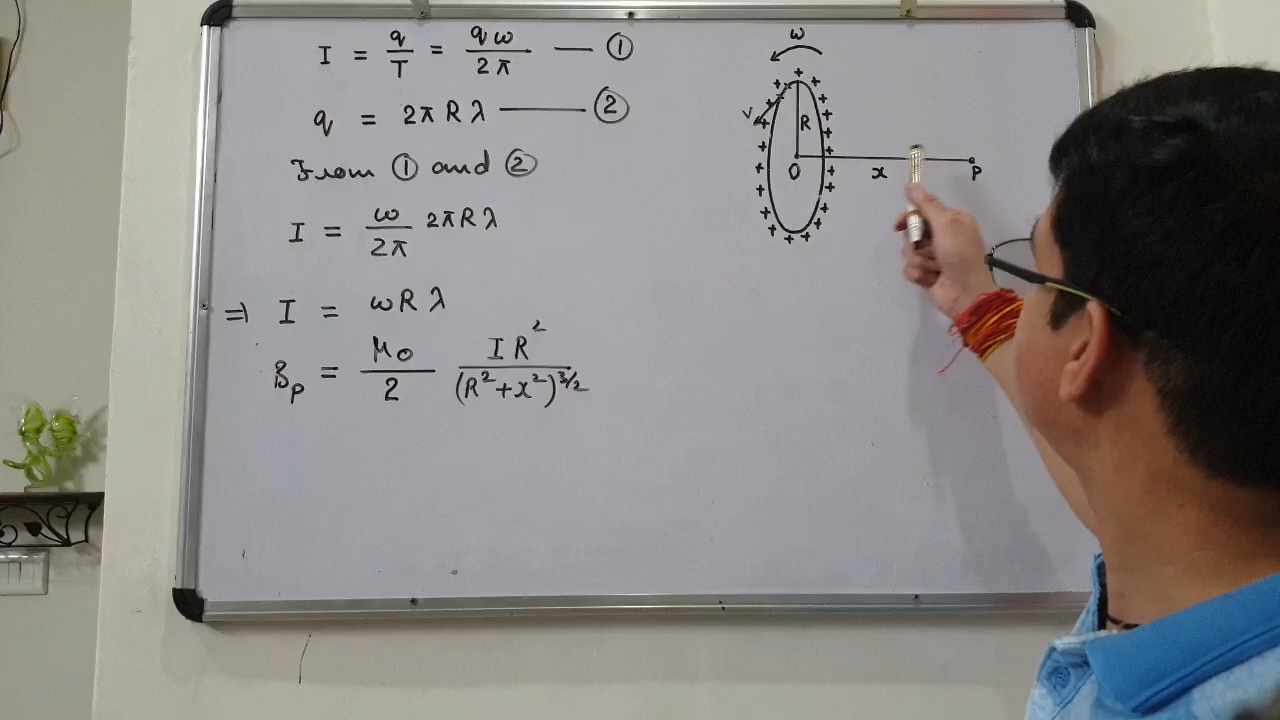 I = q/T = qω/2π — ①
q = 2πRλ — ②
From ① and ②
I = ω/2π 2πRλ
⇒ I = ωRλ
B_P = μ₀/2 IR²/(R²+x²)^3/2
ω
V
R
O
x
P